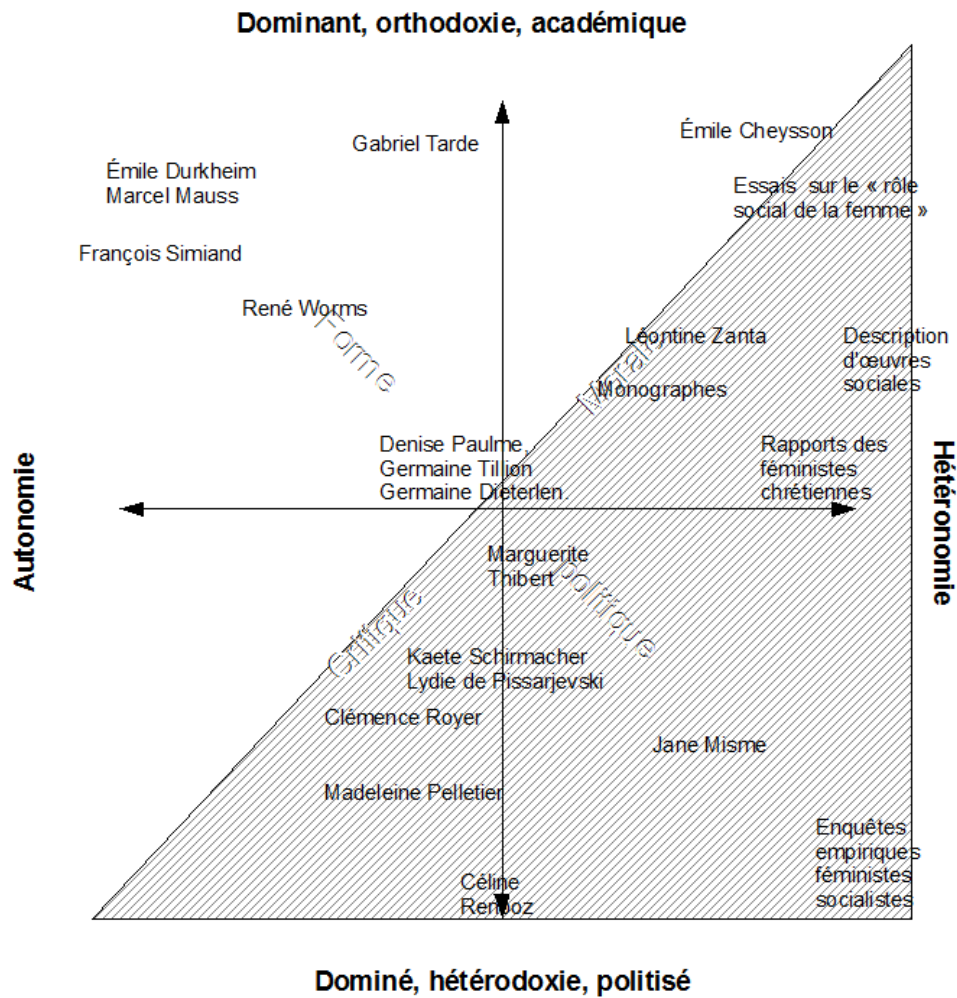 Dominant, orthodoxie, académique
Gabriel Tarde
Émile Cheysson
Émile Durkheim
Marcel Mauss
Essais sur le « rôle
social de la femme »
François Simiand
René Worms
Forme
Léontine Zanta
Description
d'œuvres
sociales
Morale
Monographes
Denise Paulme,
Germaine Tillion
Germaine Dieterlen.
Rapports des
féministes
chrétiennes
Autonomie
Hétéronomie
Marguerite
Thibert
politique
Critique
Kaete Schirmacher
Lydie de Pissarjevski
Clémence Royer
Jane Misme
Madeleine Pelletier
Enquêtes
empiriques
féministes
socialistes
Céline
Renooz
Dominé, hétérodoxie, politisé